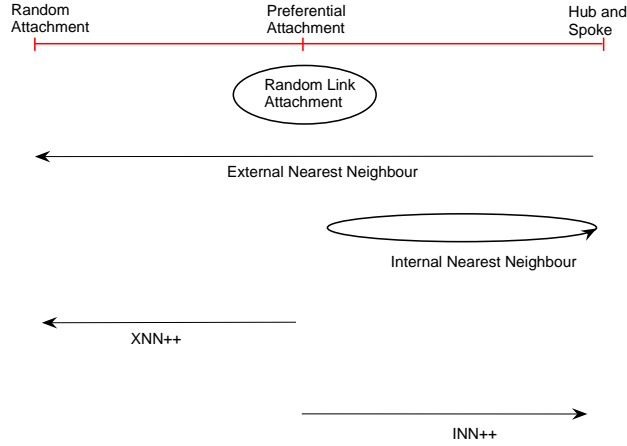 Random
Attachment
Preferential
Attachment
Hub and
Spoke
Random Link
Attachment
External Nearest Neighbour
Internal Nearest Neighbour
XNN++
INN++